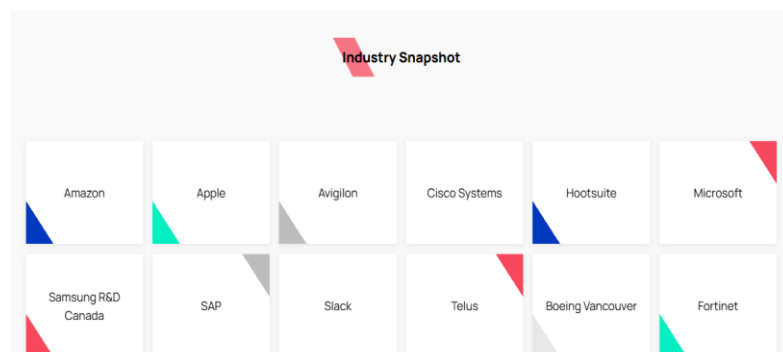 Industry Snapshot
Amazon
Apple
Avigilon
Cisco Systems
Hootsuite
Microsoft
Samsung R&D
Canada
SAP
Slack
Telus
Boeing Vancouver
Fortinet